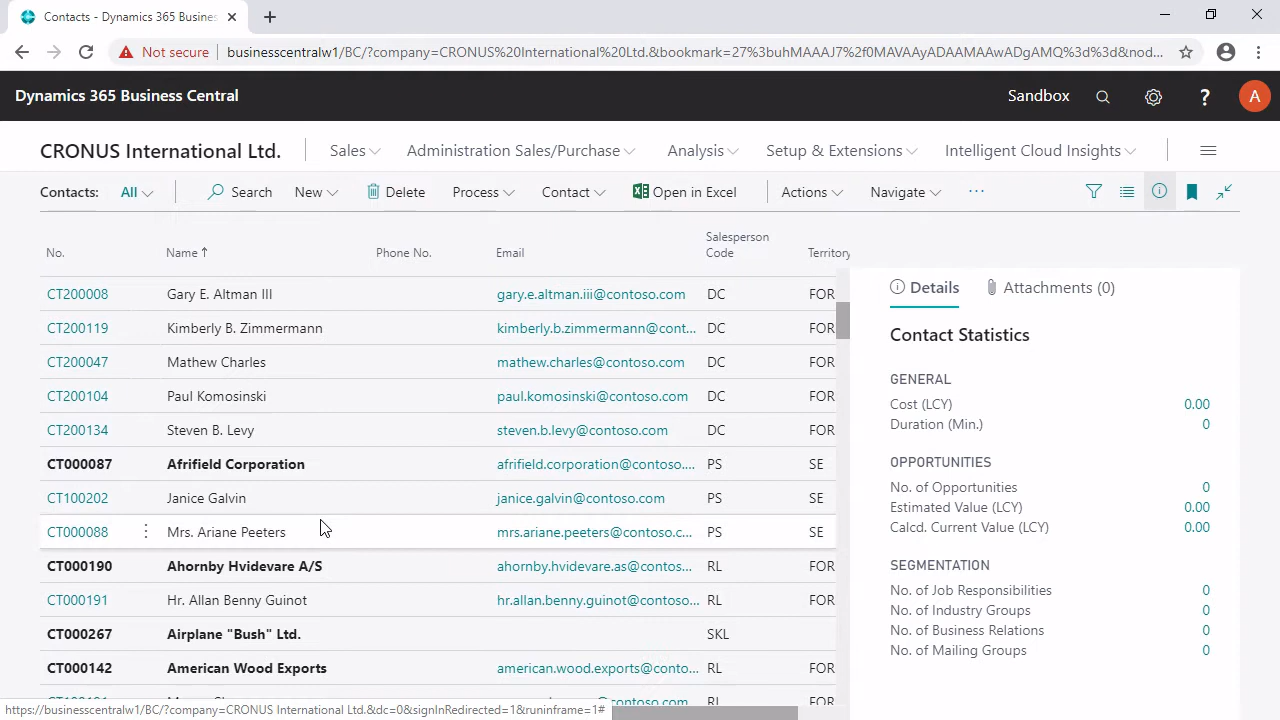 Contacts - Dynamics 365 Busines
Not secure
businesscentralw1/BC/?company=CRONUS%20International%20Ltd.&bookmark=27%3buhMAAAJ7%2f0MAVAAyADAAMAAwADgAMQ%3d%3d&nod...
Dynamics 365 Business Central
Sandbox
?
A
CRONUS International Ltd.
Sales
Administration Sales/Purchase
Analysis
Setup & Extensions
Intelligent Cloud Insights
Contacts:
All
Search
New
Delete
Process
Contact
Open in Excel
Actions
Navigate
...
No. Name ↑ Phone No. Email Salesperson Code Territory
CT200008 Gary E. Altman III gary.e.altman.iii@contoso.com DC FOR
CT200119 Kimberly B. Zimmermann kimberly.b.zimmermann@cont... DC FOR
CT200047 Mathew Charles mathew.charles@contoso.com DC FOR
CT200104 Paul Komosinski paul.komosinski@contoso.com DC FOR
CT200134 Steven B. Levy steven.b.levy@contoso.com DC FOR
CT000087 Afrifield Corporation afrifield.corporation@contoso.... PS SE
CT100202 Janice Galvin janice.galvin@contoso.com PS SE
CT000088 Mrs. Ariane Peeters mrs.ariane.peeters@contoso.c... PS SE
CT000190 Ahornby Hvidevare A/S ahornby.hvidevare.as@contos... RL FOR
CT000191 Hr. Allan Benny Guinot hr.allan.benny.guinot@contoso... RL FOR
CT000267 Airplane "Bush" Ltd. SKL
CT000142 American Wood Exports american.wood.exports@conto... RL FOR
RL FOR
Details
Attachments (0)
Contact Statistics
GENERAL
Cost (LCY) 0.00
Duration (Min.) 0
OPPORTUNITIES
No. of Opportunities 0
Estimated Value (LCY) 0.00
Calcd. Current Value (LCY) 0.00
SEGMENTATION
No. of Job Responsibilities 0
No. of Industry Groups 0
No. of Business Relations 0
No. of Mailing Groups 0
https://businesscentralw1/BC/?company=CRONUS International Ltd.&dc=0&signInRedirected=1&runinframe=1#